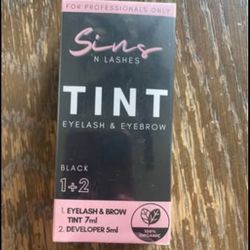 FOR PROFESSIONALS ONLY
Sins
'N LASHES
TINT
EYELASH & EYEBROW
BLACK
1+2
1. EYELASH & BROW
TINT 7ml
2. DEVELOPER 5ml
100%
ORGANIC